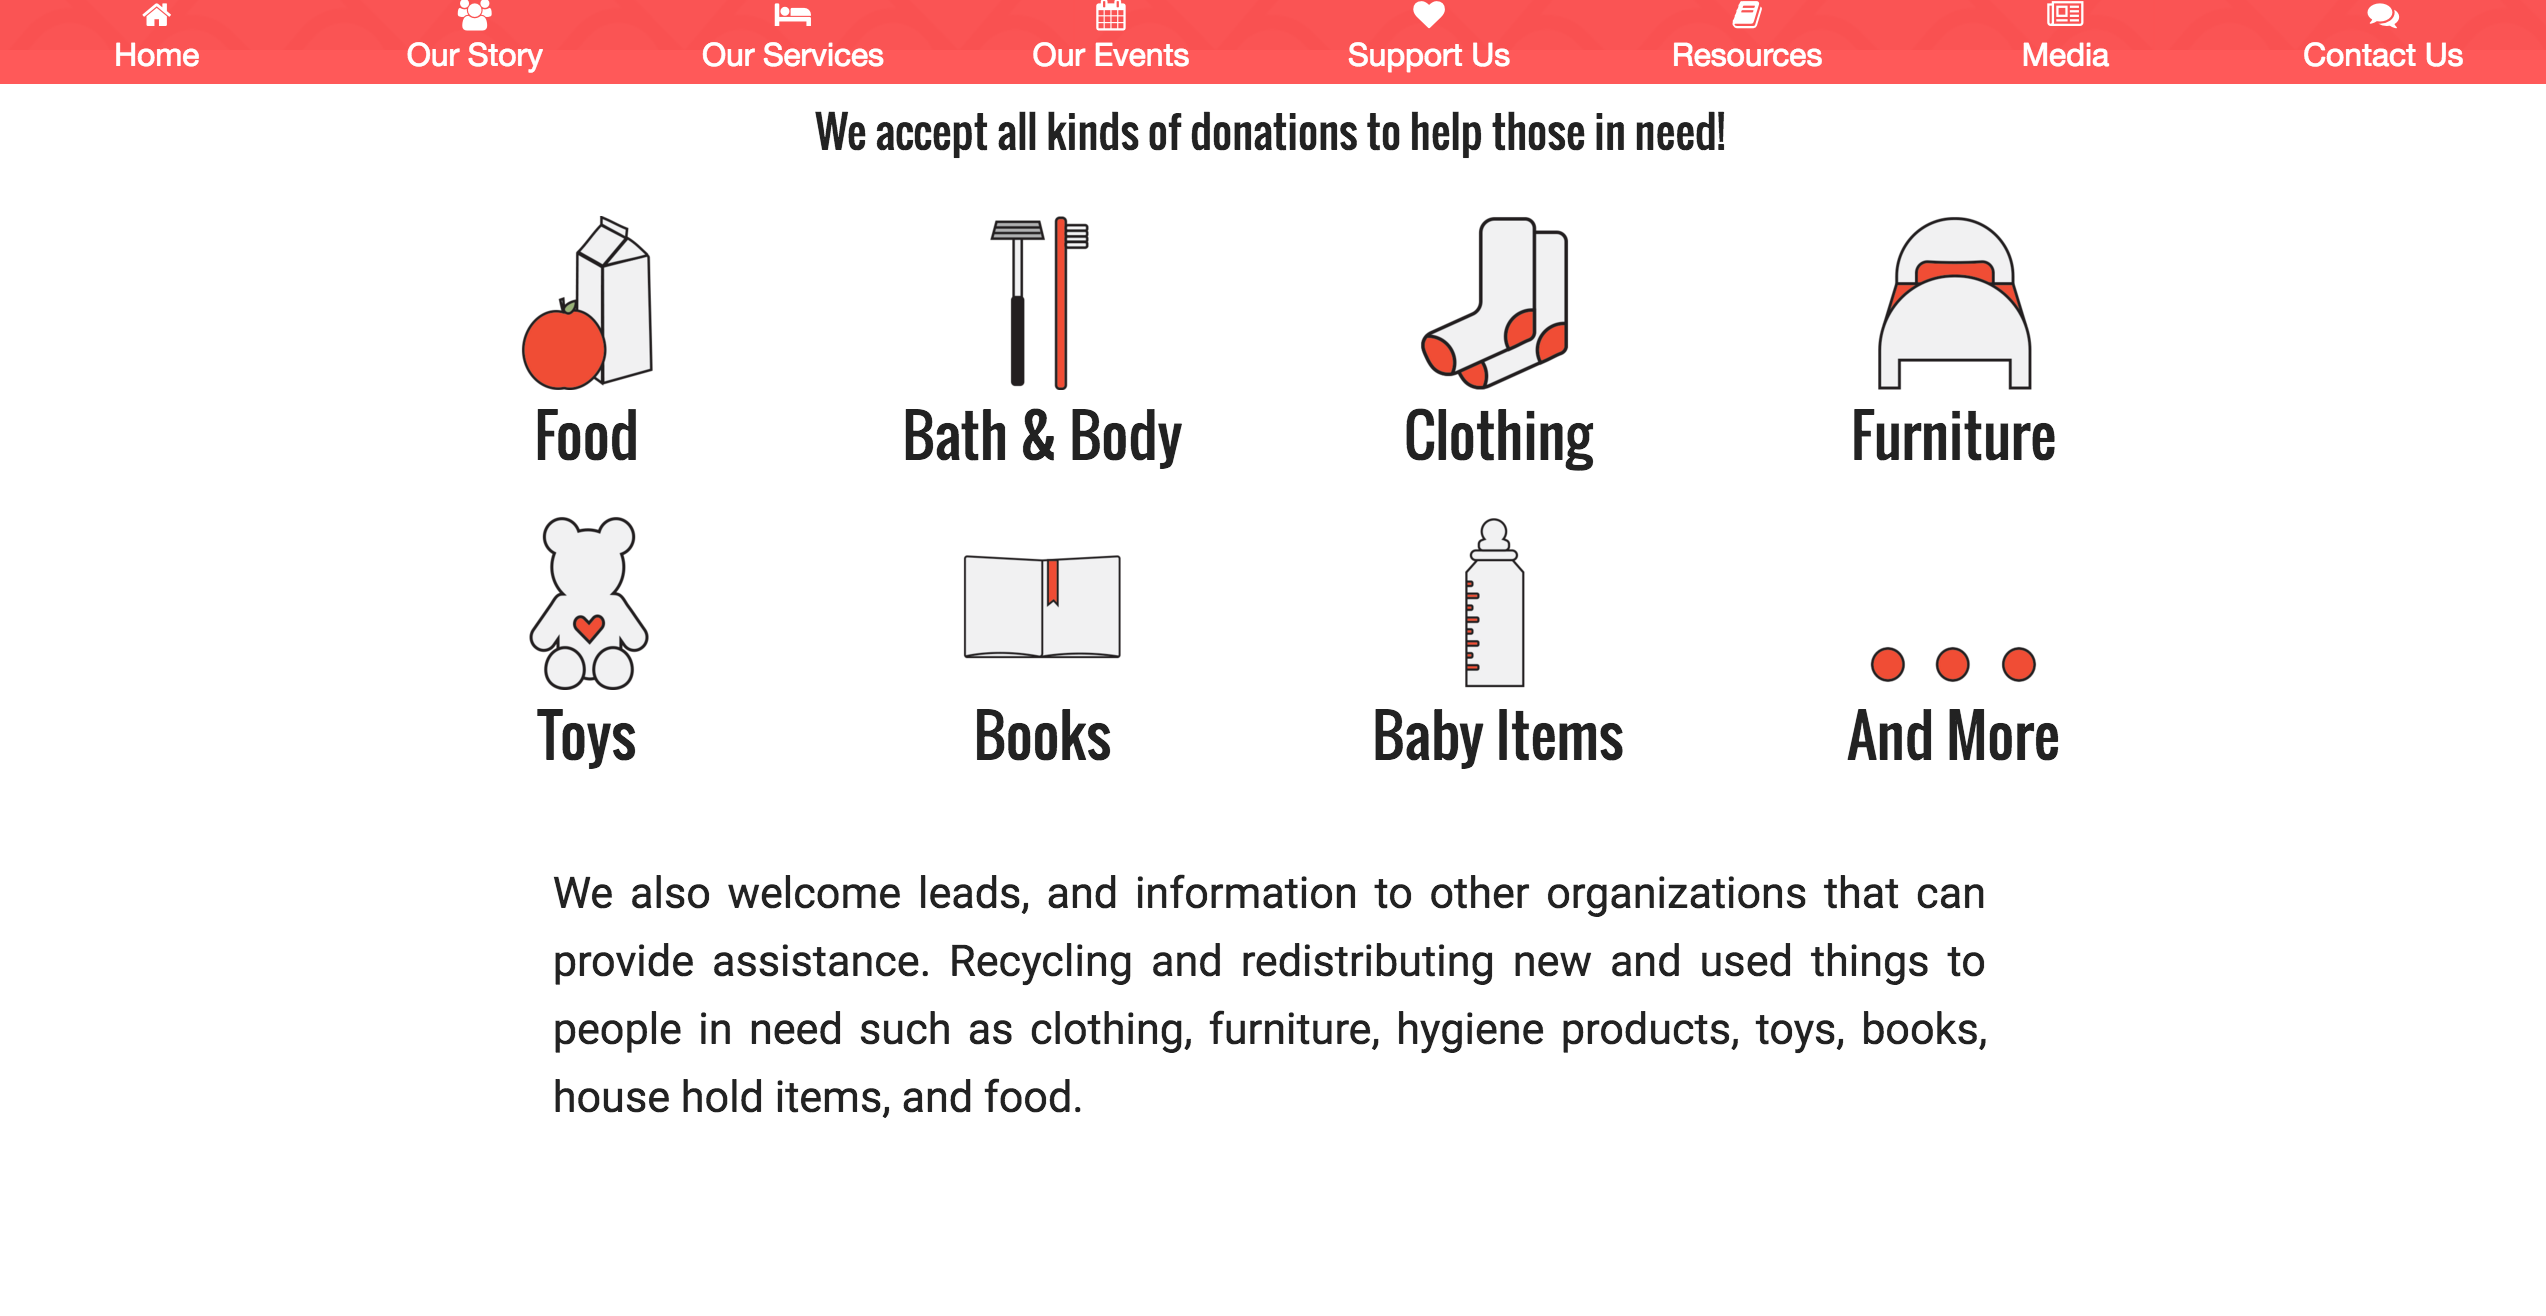 Home Our Story Our Services Our Events Support Us Resources Media Contact Us
We accept all kinds of donations to help those in need!
Food Bath & Body Clothing Furniture
Toys Books Baby Items And More
We also welcome leads, and information to other organizations that can
provide assistance. Recycling and redistributing new and used things to
people in need such as clothing, furniture, hygiene products, toys, books,
house hold items, and food.